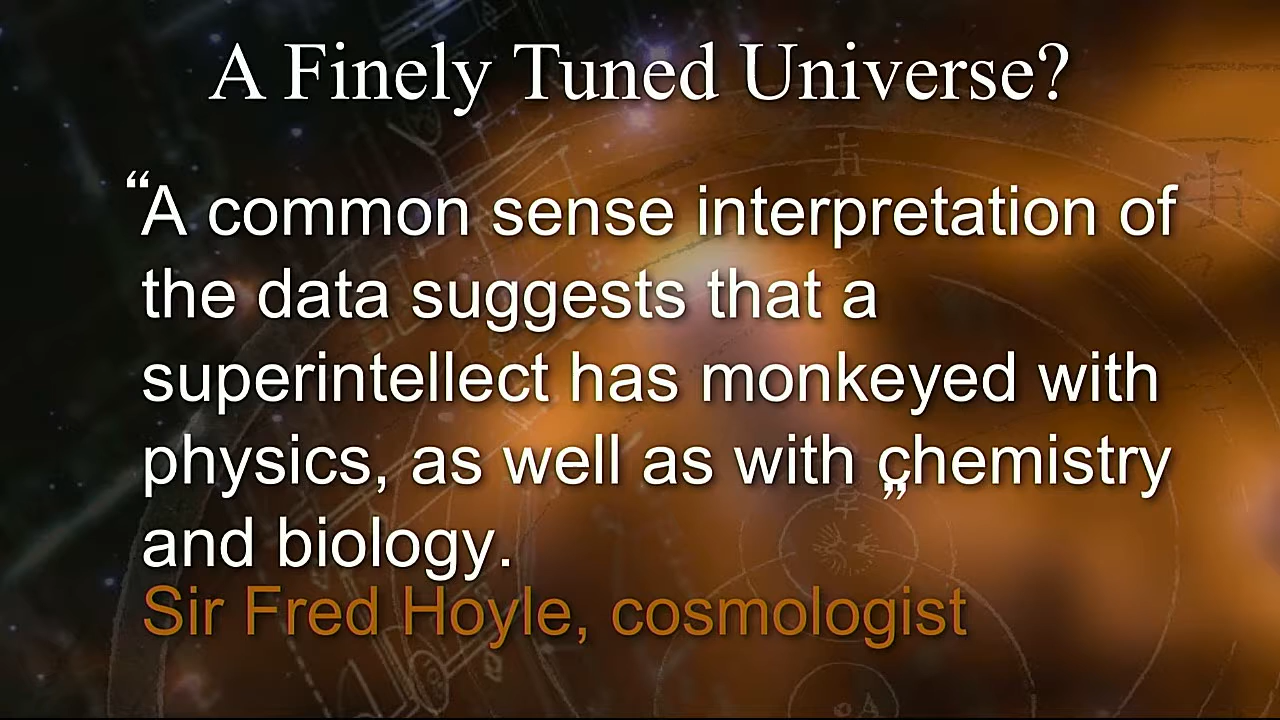 A Finely Tuned Universe?
“A common sense interpretation of
the data suggests that a
superintellect has monkeyed with
physics, as well as with chemistry
and biology.”
Sir Fred Hoyle, cosmologist